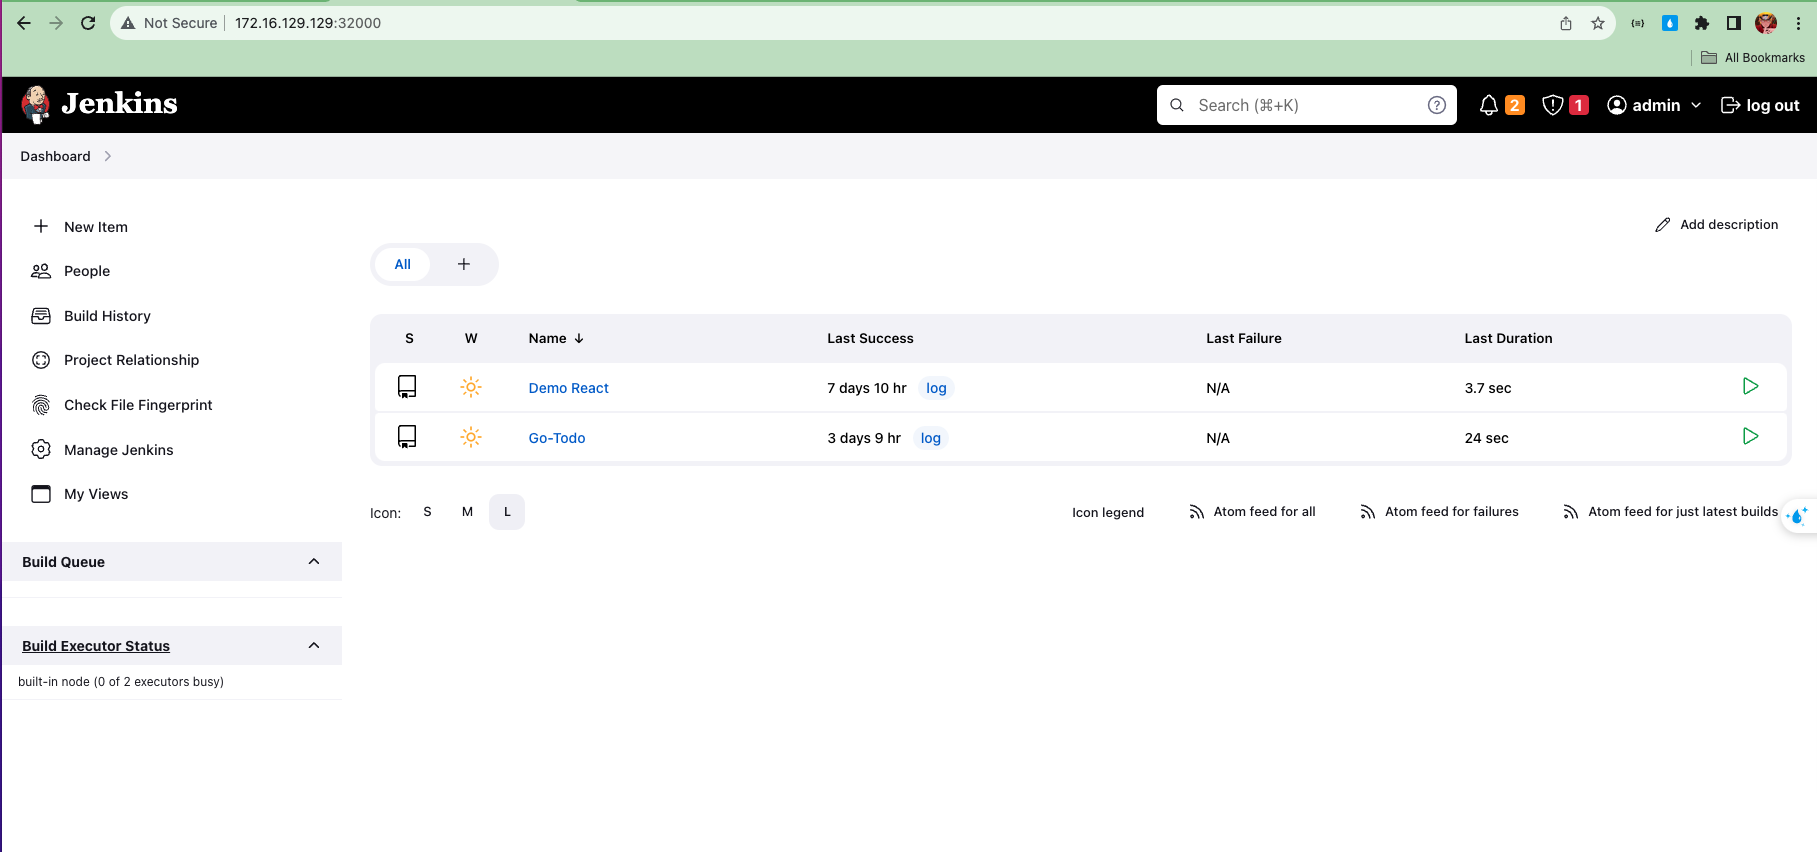 Not Secure 172.16.129.129:32000
All Bookmarks
Jenkins
Search (⌘+K)
2
1
admin
log out
Dashboard
New Item
People
Build History
Project Relationship
Check File Fingerprint
Manage Jenkins
My Views
Build Queue
Build Executor Status
built-in node (0 of 2 executors busy)
Add description
All
S W Name ↓ Last Success Last Failure Last Duration
Demo React 7 days 10 hr log N/A 3.7 sec
Go-Todo 3 days 9 hr log N/A 24 sec
Icon: S M L
Icon legend Atom feed for all Atom feed for failures Atom feed for just latest builds